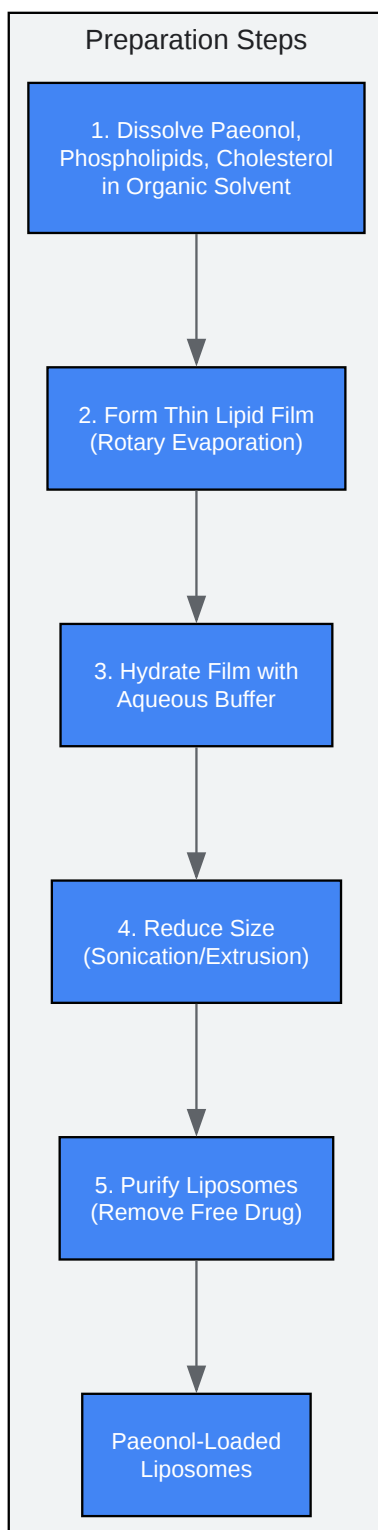 Preparation Steps
1. Dissolve Paeonol,
Phospholipids, Cholesterol
in Organic Solvent
2. Form Thin Lipid Film
(Rotary Evaporation)
3. Hydrate Film with
Aqueous Buffer
4. Reduce Size
(Sonication/Extrusion)
5. Purify Liposomes
(Remove Free Drug)
Paeonol-Loaded
Liposomes